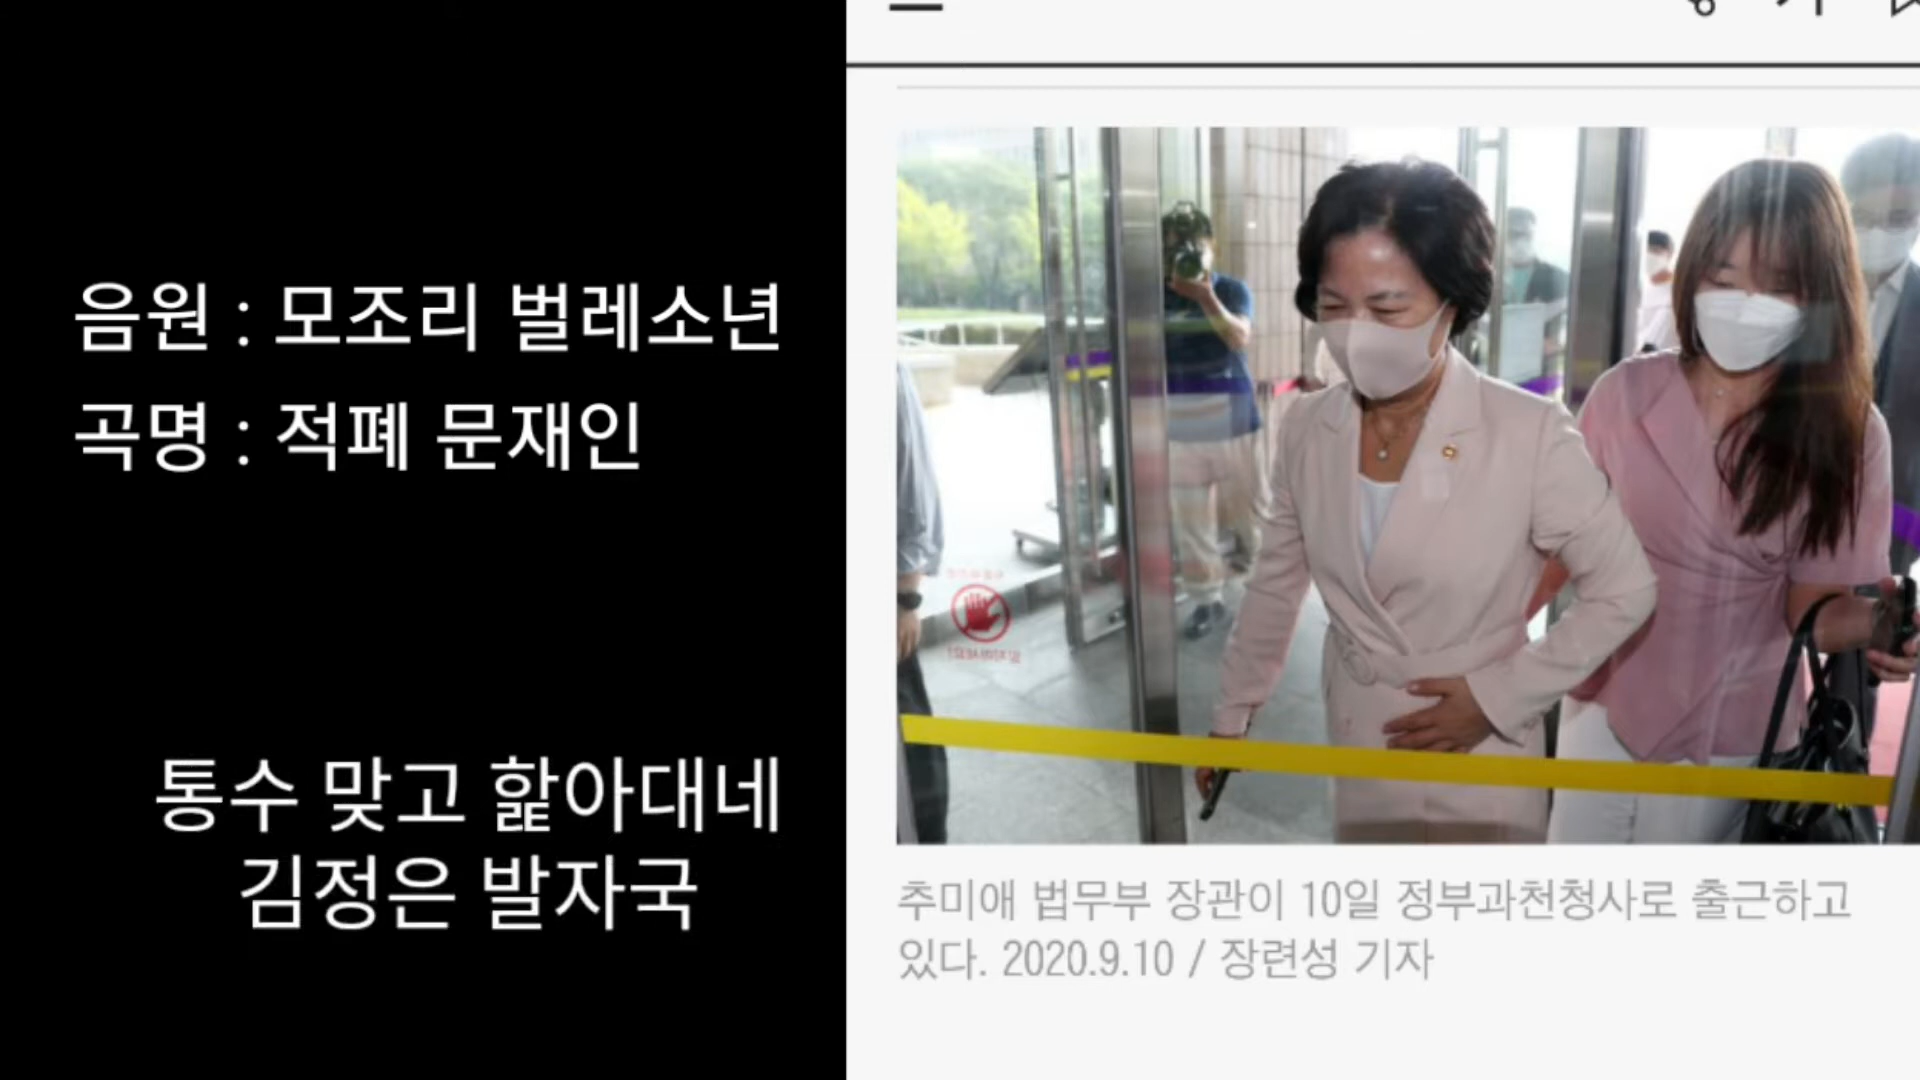 음원 : 모조리 벌레소년
곡명 : 적폐 문재인
통수 맞고 핥아대네
김정은 발자국
추미애 법무부 장관이 10일 정부과천청사로 출근하고
있다. 2020.9.10 / 장련성 기자